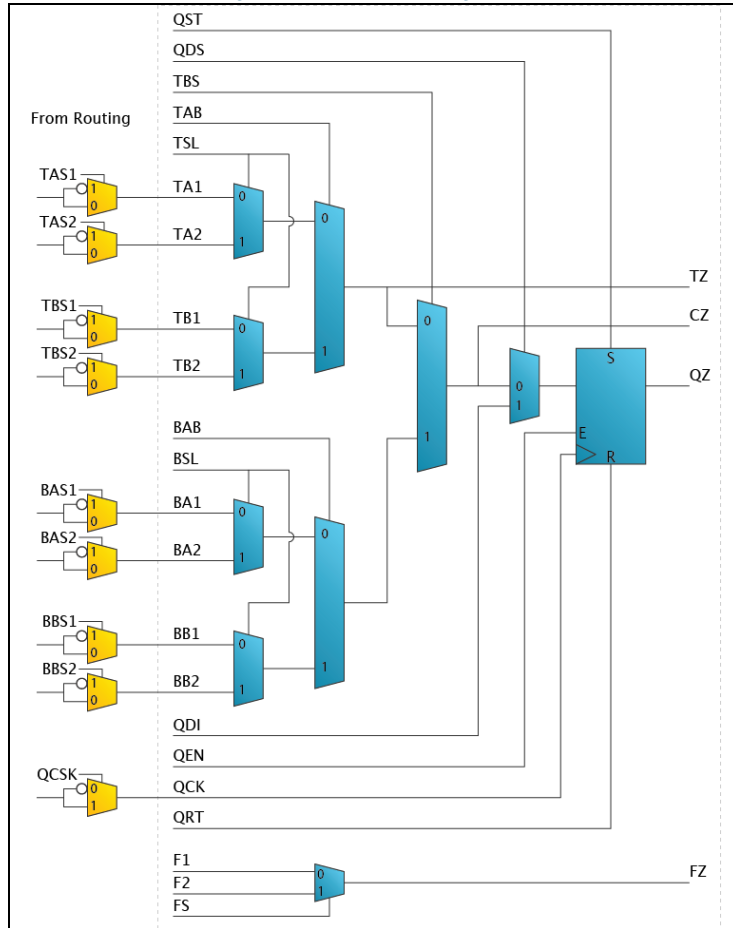 QST
QDS
TBS
From Routing
TAB
TSL
TAS1
1
0
TA1
0
TAS2
1
0
TA2
1
0
TZ
TBS1
1
0
TB1
0
0
CZ
TBS2
1
0
TB2
1
1
S
0
1
QZ
BAB
E
1
BSL
R
BAS1
1
0
BA1
0
BAS2
1
0
BA2
1
0
BBS1
1
0
BB1
0
BBS2
1
0
BB2
1
1
QDI
QEN
QCSK
0
1
QCK
QRT
F1
0
F2
1
FZ
FS